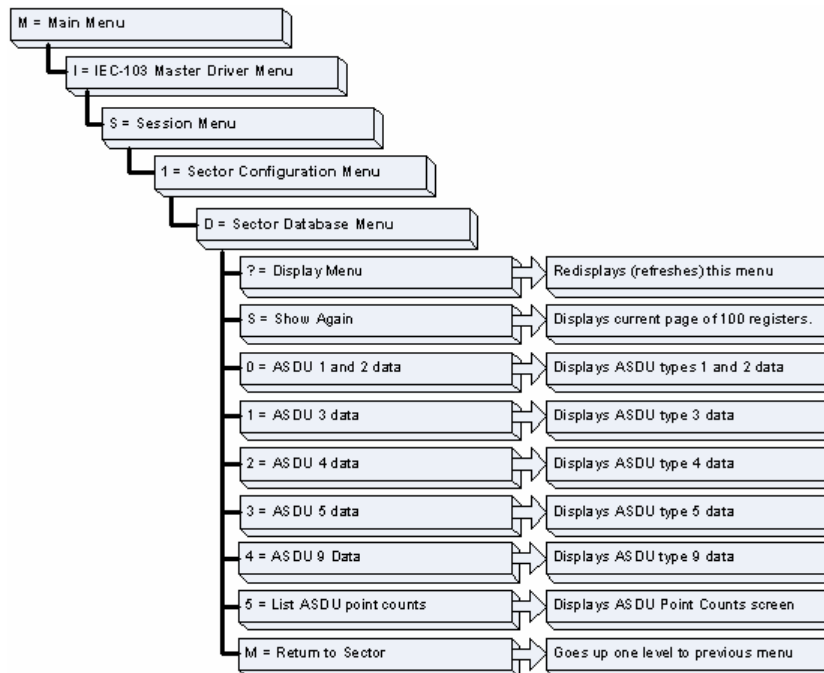 M = Main Menu
I = IEC-103 Master Driver Menu
S = Session Menu
1 = Sector Configuration Menu
D = Sector Database Menu
? = Display Menu
Redisplays (refreshes) this menu
S = Show Again
Displays current page of 100 registers.
0 = ASDU 1 and 2 data
Displays ASDU types 1 and 2 data
1 = ASDU 3 data
Displays ASDU type 3 data
2 = ASDU 4 data
Displays ASDU type 4 data
3 = ASDU 5 data
Displays ASDU type 5 data
4 = ASDU 9 Data
Displays ASDU type 9 data
5 = List ASDU point counts
Displays ASDU Point Counts screen
M = Return to Sector
Goes up one level to previous menu